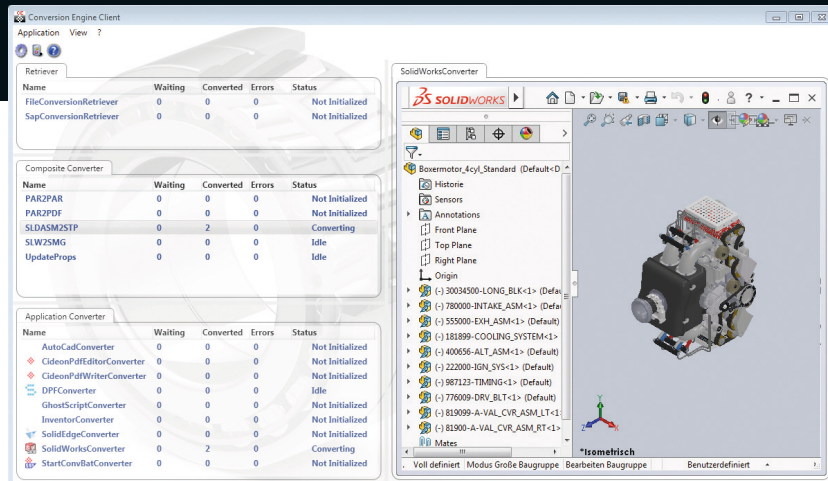 Conversion Engine Client
Application View ?
Retriever
Name Waiting Converted Errors Status
FileConversionRetriever 0 0 0 Not Initialized
SapConversionRetriever 0 0 0 Not Initialized
Composite Converter
Name Waiting Converted Errors Status
PAR2PAR 0 0 0 Not Initialized
PAR2PDF 0 0 0 Not Initialized
SLDASM2STP 0 2 0 Converting
SLW2SMG 0 0 0 Idle
UpdateProps 0 0 0 Idle
Application Converter
Name Waiting Converted Errors Status
AutoCadConverter 0 0 0 Not Initialized
CideonPdfEditorConverter 0 0 0 Not Initialized
CideonPdfWriterConverter 0 0 0 Not Initialized
DPFConverter 0 0 0 Idle
GhostScriptConverter 0 0 0 Not Initialized
InventorConverter 0 0 0 Not Initialized
SolidEdgeConverter 0 0 0 Not Initialized
SolidWorksConverter 0 2 0 Converting
StartConvBatConverter 0 0 0 Not Initialized
SolidWorksConverter
SOLIDWORKS
Boxermotor_4cyl_Standard (Default<D
Historie
Sensors
Annotations
Front Plane
Top Plane
Right Plane
Origin
(-) 30034500-LONG_BLK<1> (Defau
(-) 780000-INTAKE_ASM<1> (Defau
(-) 555000-EXH_ASM<1> (Default)
(-) 181899-COOLING_SYSTEM<1>
(-) 400656-ALT_ASM<1> (Default)
(-) 222000-IGN_SYS<1> (Default)
(-) 987123-TIMING<1> (Default)
(-) 776009-DRV_BLT<1> (Default)
(-) 819099-A-VAL_CVR_ASM_LT<1>
(-) 81900-A-VAL_CVR_ASM_RT<1>
Mates
Y
Z
X
*Isometrisch
Voll definiert Modus Große Baugruppe Bearbeiten Baugruppe Benutzerdefiniert